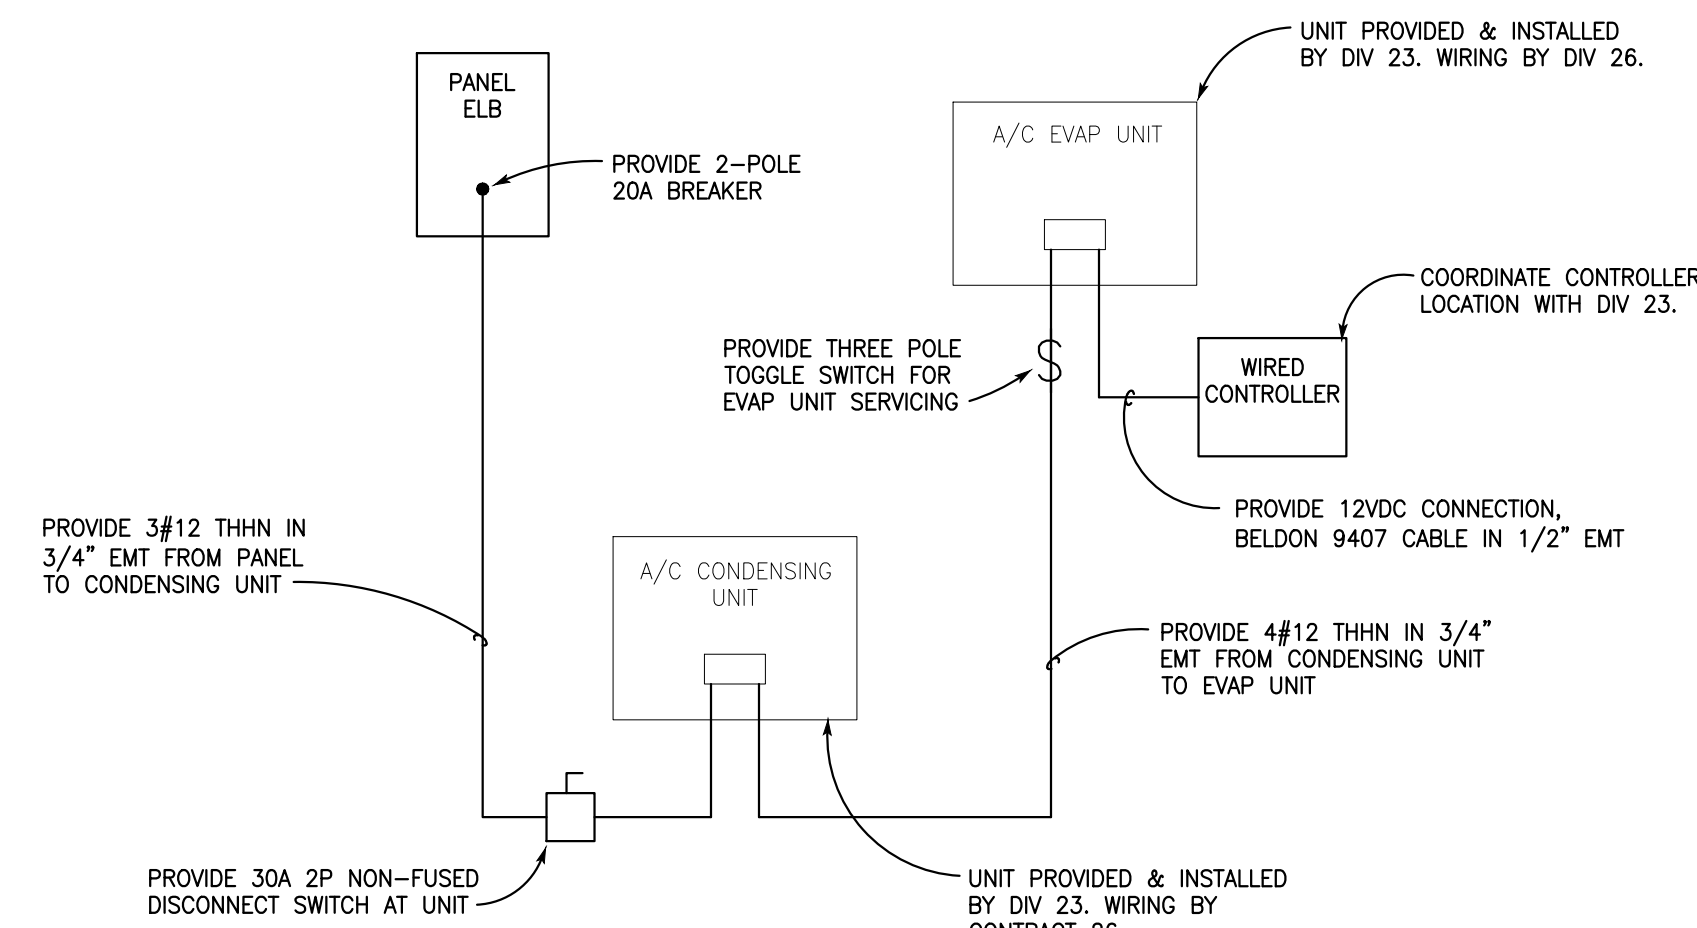 UNIT PROVIDED & INSTALLED
BY DIV 23. WIRING BY DIV 26.
PANEL
ELB
A/C EVAP UNIT
PROVIDE 2-POLE
20A BREAKER
COORDINATE CONTROLLER
LOCATION WITH DIV 23.
PROVIDE THREE POLE
TOGGLE SWITCH FOR
EVAP UNIT SERVICING
S
WIRED
CONTROLLER
PROVIDE 12VDC CONNECTION,
BELDON 9407 CABLE IN 1/2" EMT
PROVIDE 3#12 THHN IN
3/4" EMT FROM PANEL
TO CONDENSING UNIT
A/C CONDENSING
UNIT
PROVIDE 4#12 THHN IN 3/4"
EMT FROM CONDENSING UNIT
TO EVAP UNIT
PROVIDE 30A 2P NON-FUSED
DISCONNECT SWITCH AT UNIT
UNIT PROVIDED & INSTALLED
BY DIV 23. WIRING BY